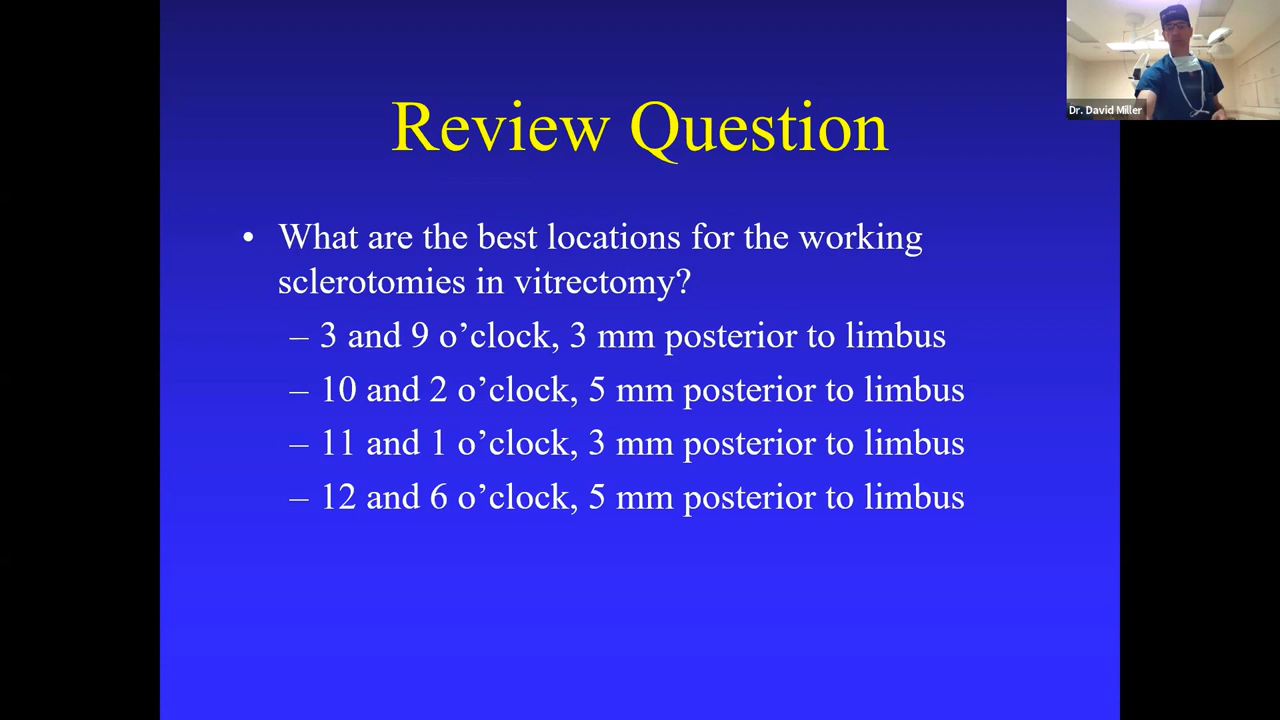 Dr. David Miller
Review Question
• What are the best locations for the working
sclerotomies in vitrectomy?
– 3 and 9 o’clock, 3 mm posterior to limbus
– 10 and 2 o’clock, 5 mm posterior to limbus
– 11 and 1 o’clock, 3 mm posterior to limbus
– 12 and 6 o’clock, 5 mm posterior to limbus